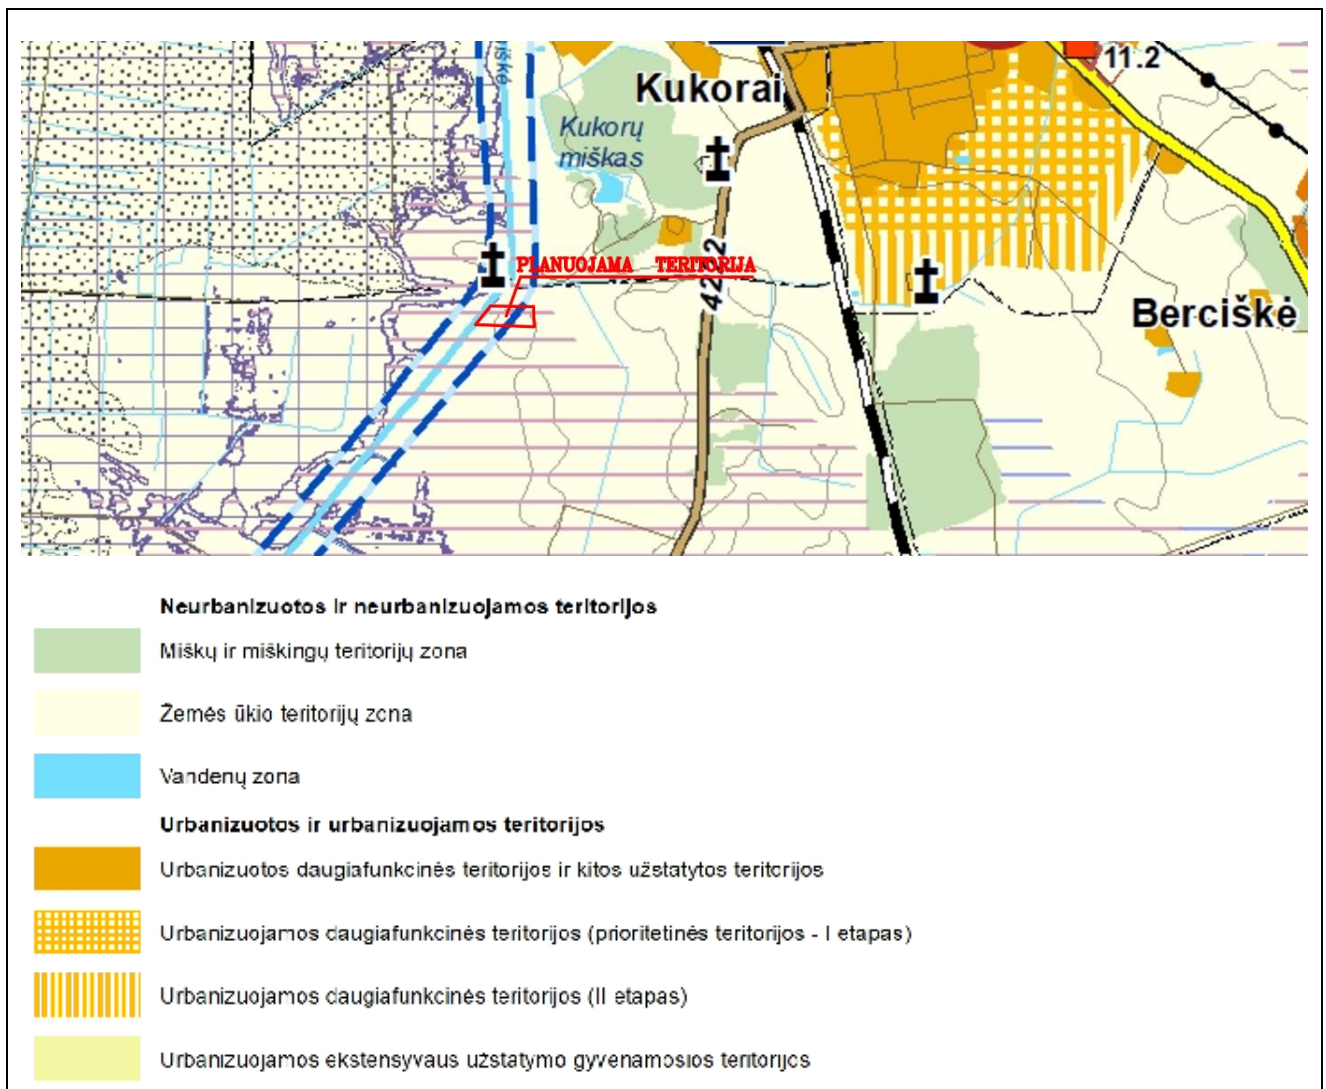 11.2
Kukorai
Kukorų
miškas
PLANUOJAMA TERITORIJA
Berciškė
Neurbanizuotos ir neurbanizuojamos teritorijos
Miškų ir miškingų teritorijų zona
Žemės ūkio teritorijų zona
Vandenų zona
Urbanizuotos ir urbanizuojamos teritorijos
Urbanizuotos daugiafunkcinės teritorijos ir kitos užstatytos teritorijos
Urbanizuojamos daugiafunkcinės teritorijos (prioritetinės teritorijos - I etapas)
Urbanizuojamos daugiafunkcinės teritorijos (II etapas)
Urbanizuojamos ekstensyvaus užstatymo gyvenamosios teritorijos